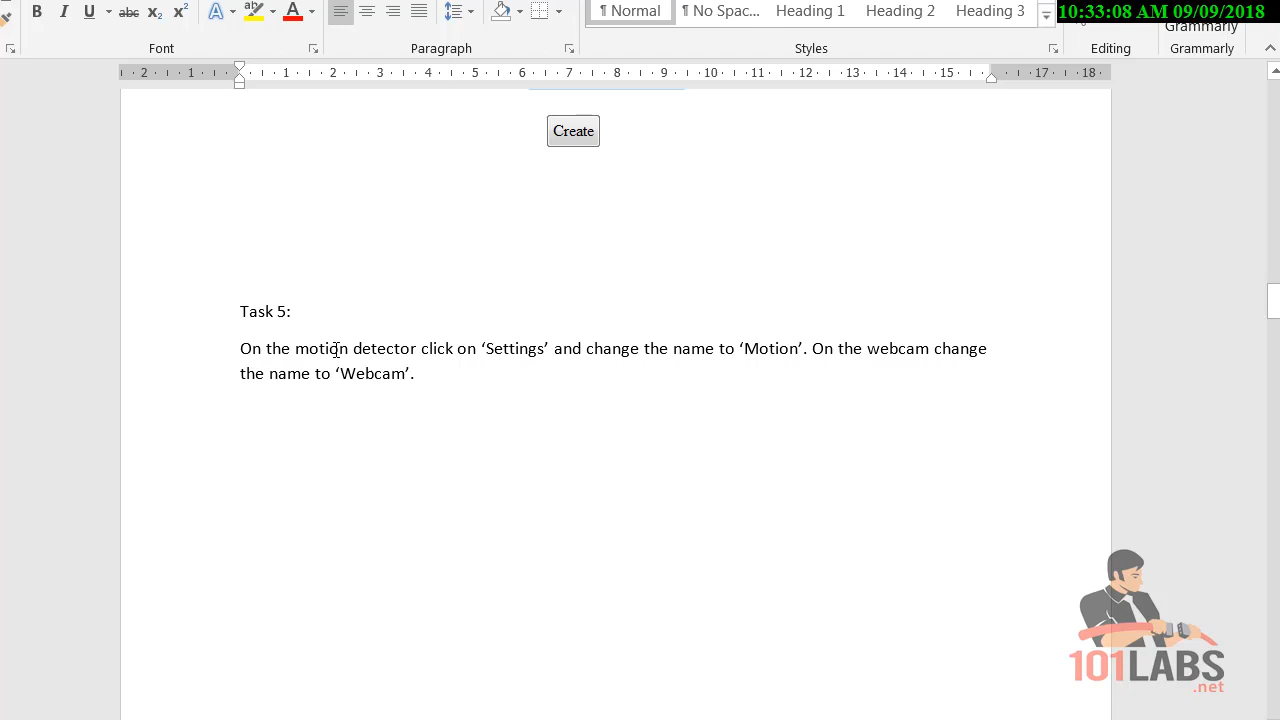 B I U abc X₂ X² A ab A
¶ Normal ¶ No Spac... Heading 1 Heading 2 Heading 3
10:33:08 AM 09/09/2018
Grammarly
Font Paragraph Styles Editing Grammarly
2 1 1 2 3 4 5 6 7 8 9 10 11 12 13 14 15 17 18
Create
Task 5:
On the motion detector click on ‘Settings’ and change the name to ‘Motion’. On the webcam change
the name to ‘Webcam’.
101LABS
.net